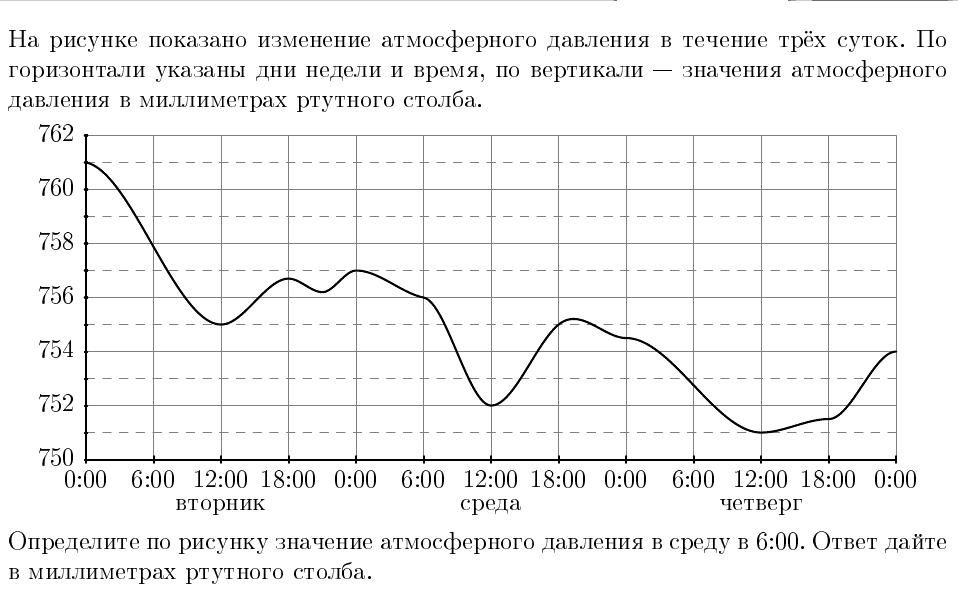 На рисунке показано изменение атмосферного давления в течение трёх суток. По
горизонтали указаны дни недели и время, по вертикали — значения атмосферного
давления в миллиметрах ртутного столба.
762
760
758
756
754
752
750
0:00 6:00 12:00 18:00 0:00 6:00 12:00 18:00 0:00 6:00 12:00 18:00 0:00
вторник среда четверг
Определите по рисунку значение атмосферного давления в среду в 6:00. Ответ дайте
в миллиметрах ртутного столба.